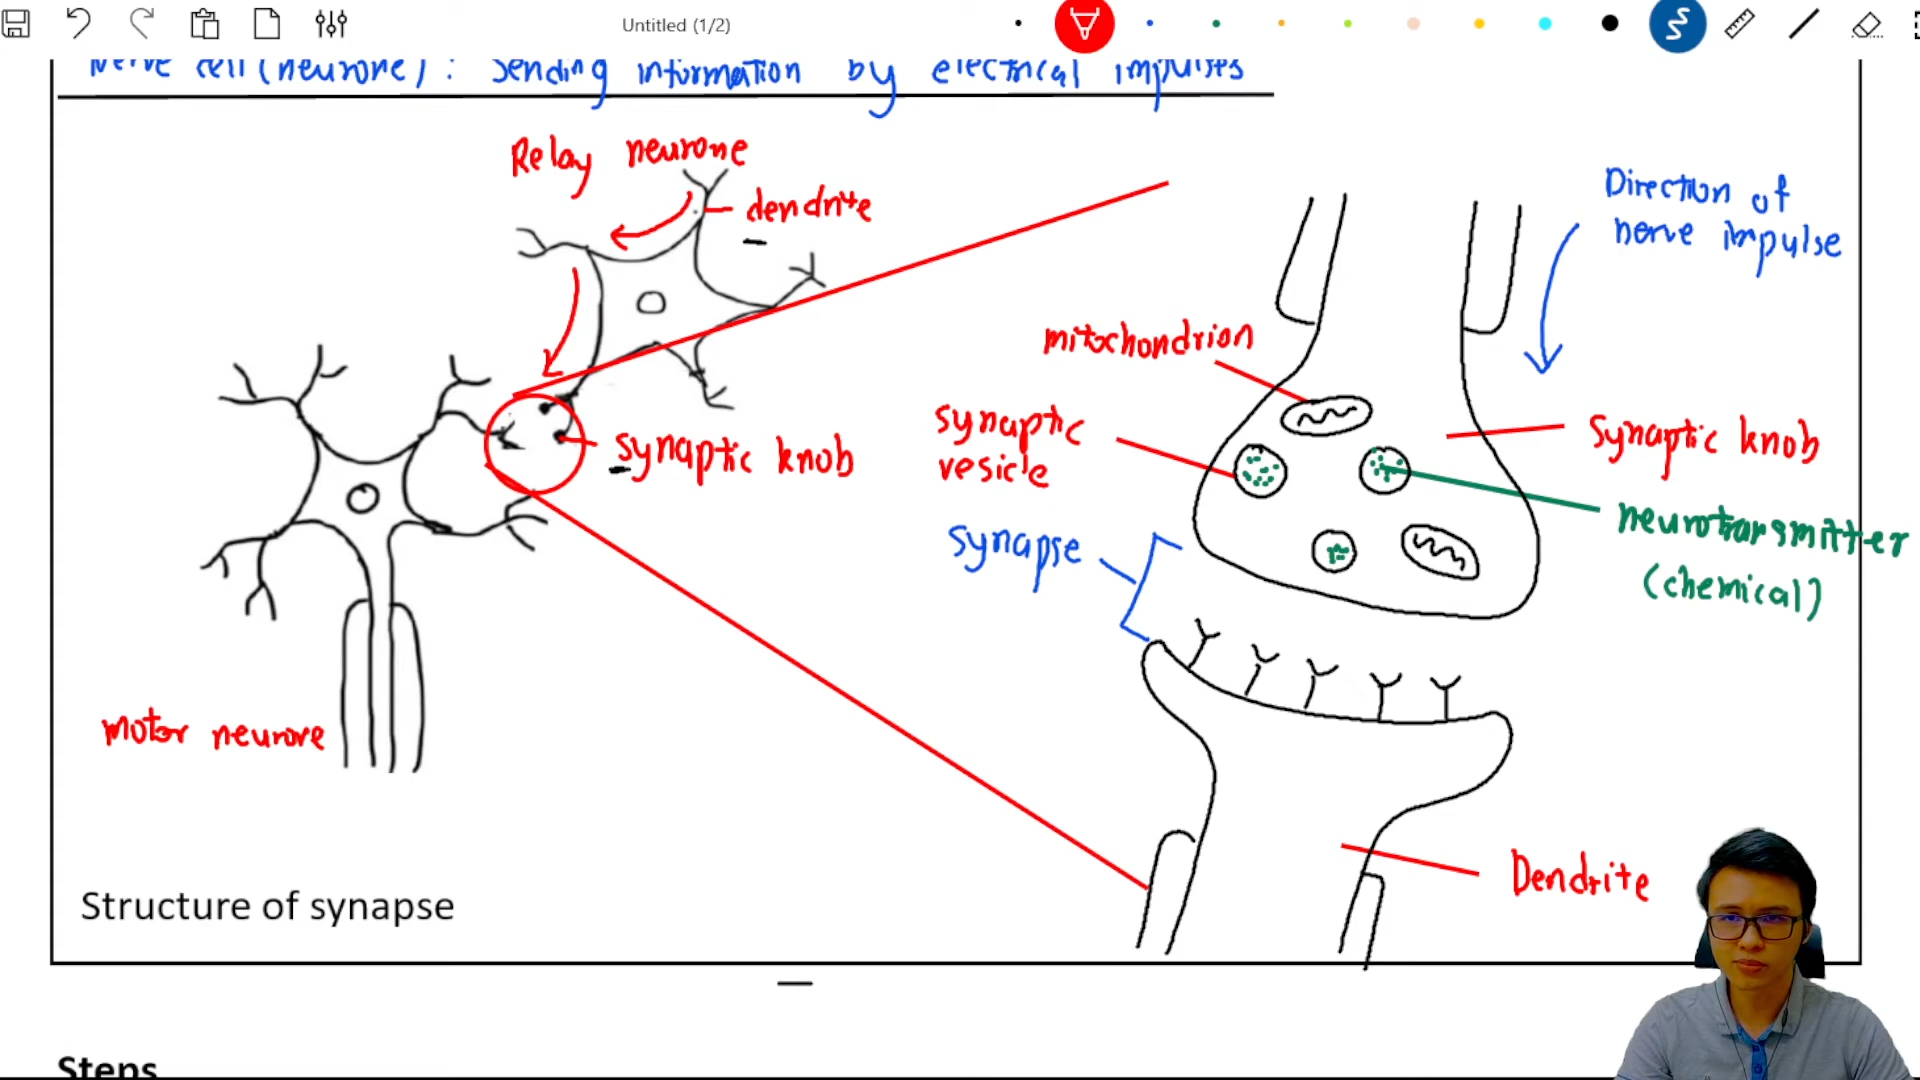 Untitled (1/2)
Nerve cell (neurone) : Sending information by electrical impulses
Relay neurone
dendrite
Direction of
nerve impulse
mitochondrion
synaptic
vesicle
synaptic knob
synaptic knob
neurotransmitter
(chemical)
synapse
motor neurone
Dendrite
Structure of synapse
Steps